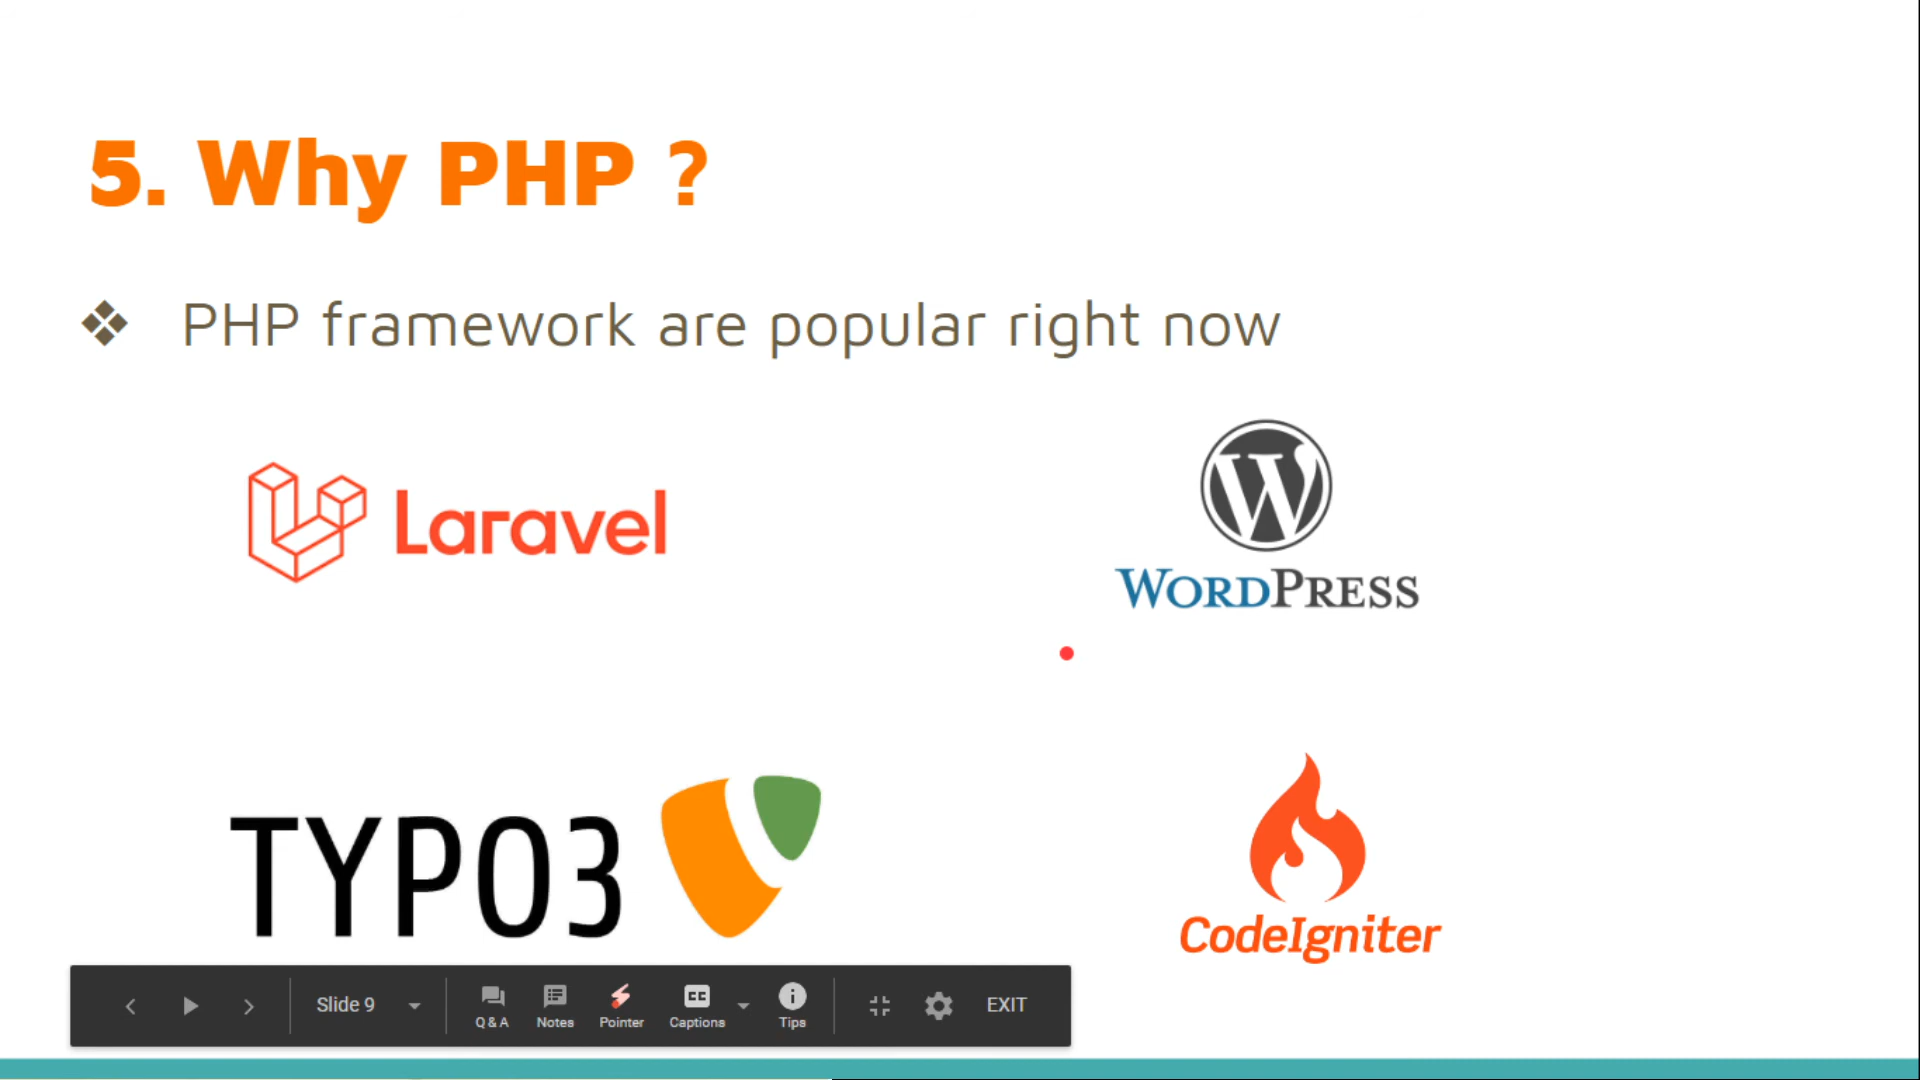 5. Why PHP ?
❖ PHP framework are popular right now
Laravel
WORDPRESS
TYPO3
CodeIgniter
Slide 9
Q & A
Notes
Pointer
CC
Captions
Tips
EXIT